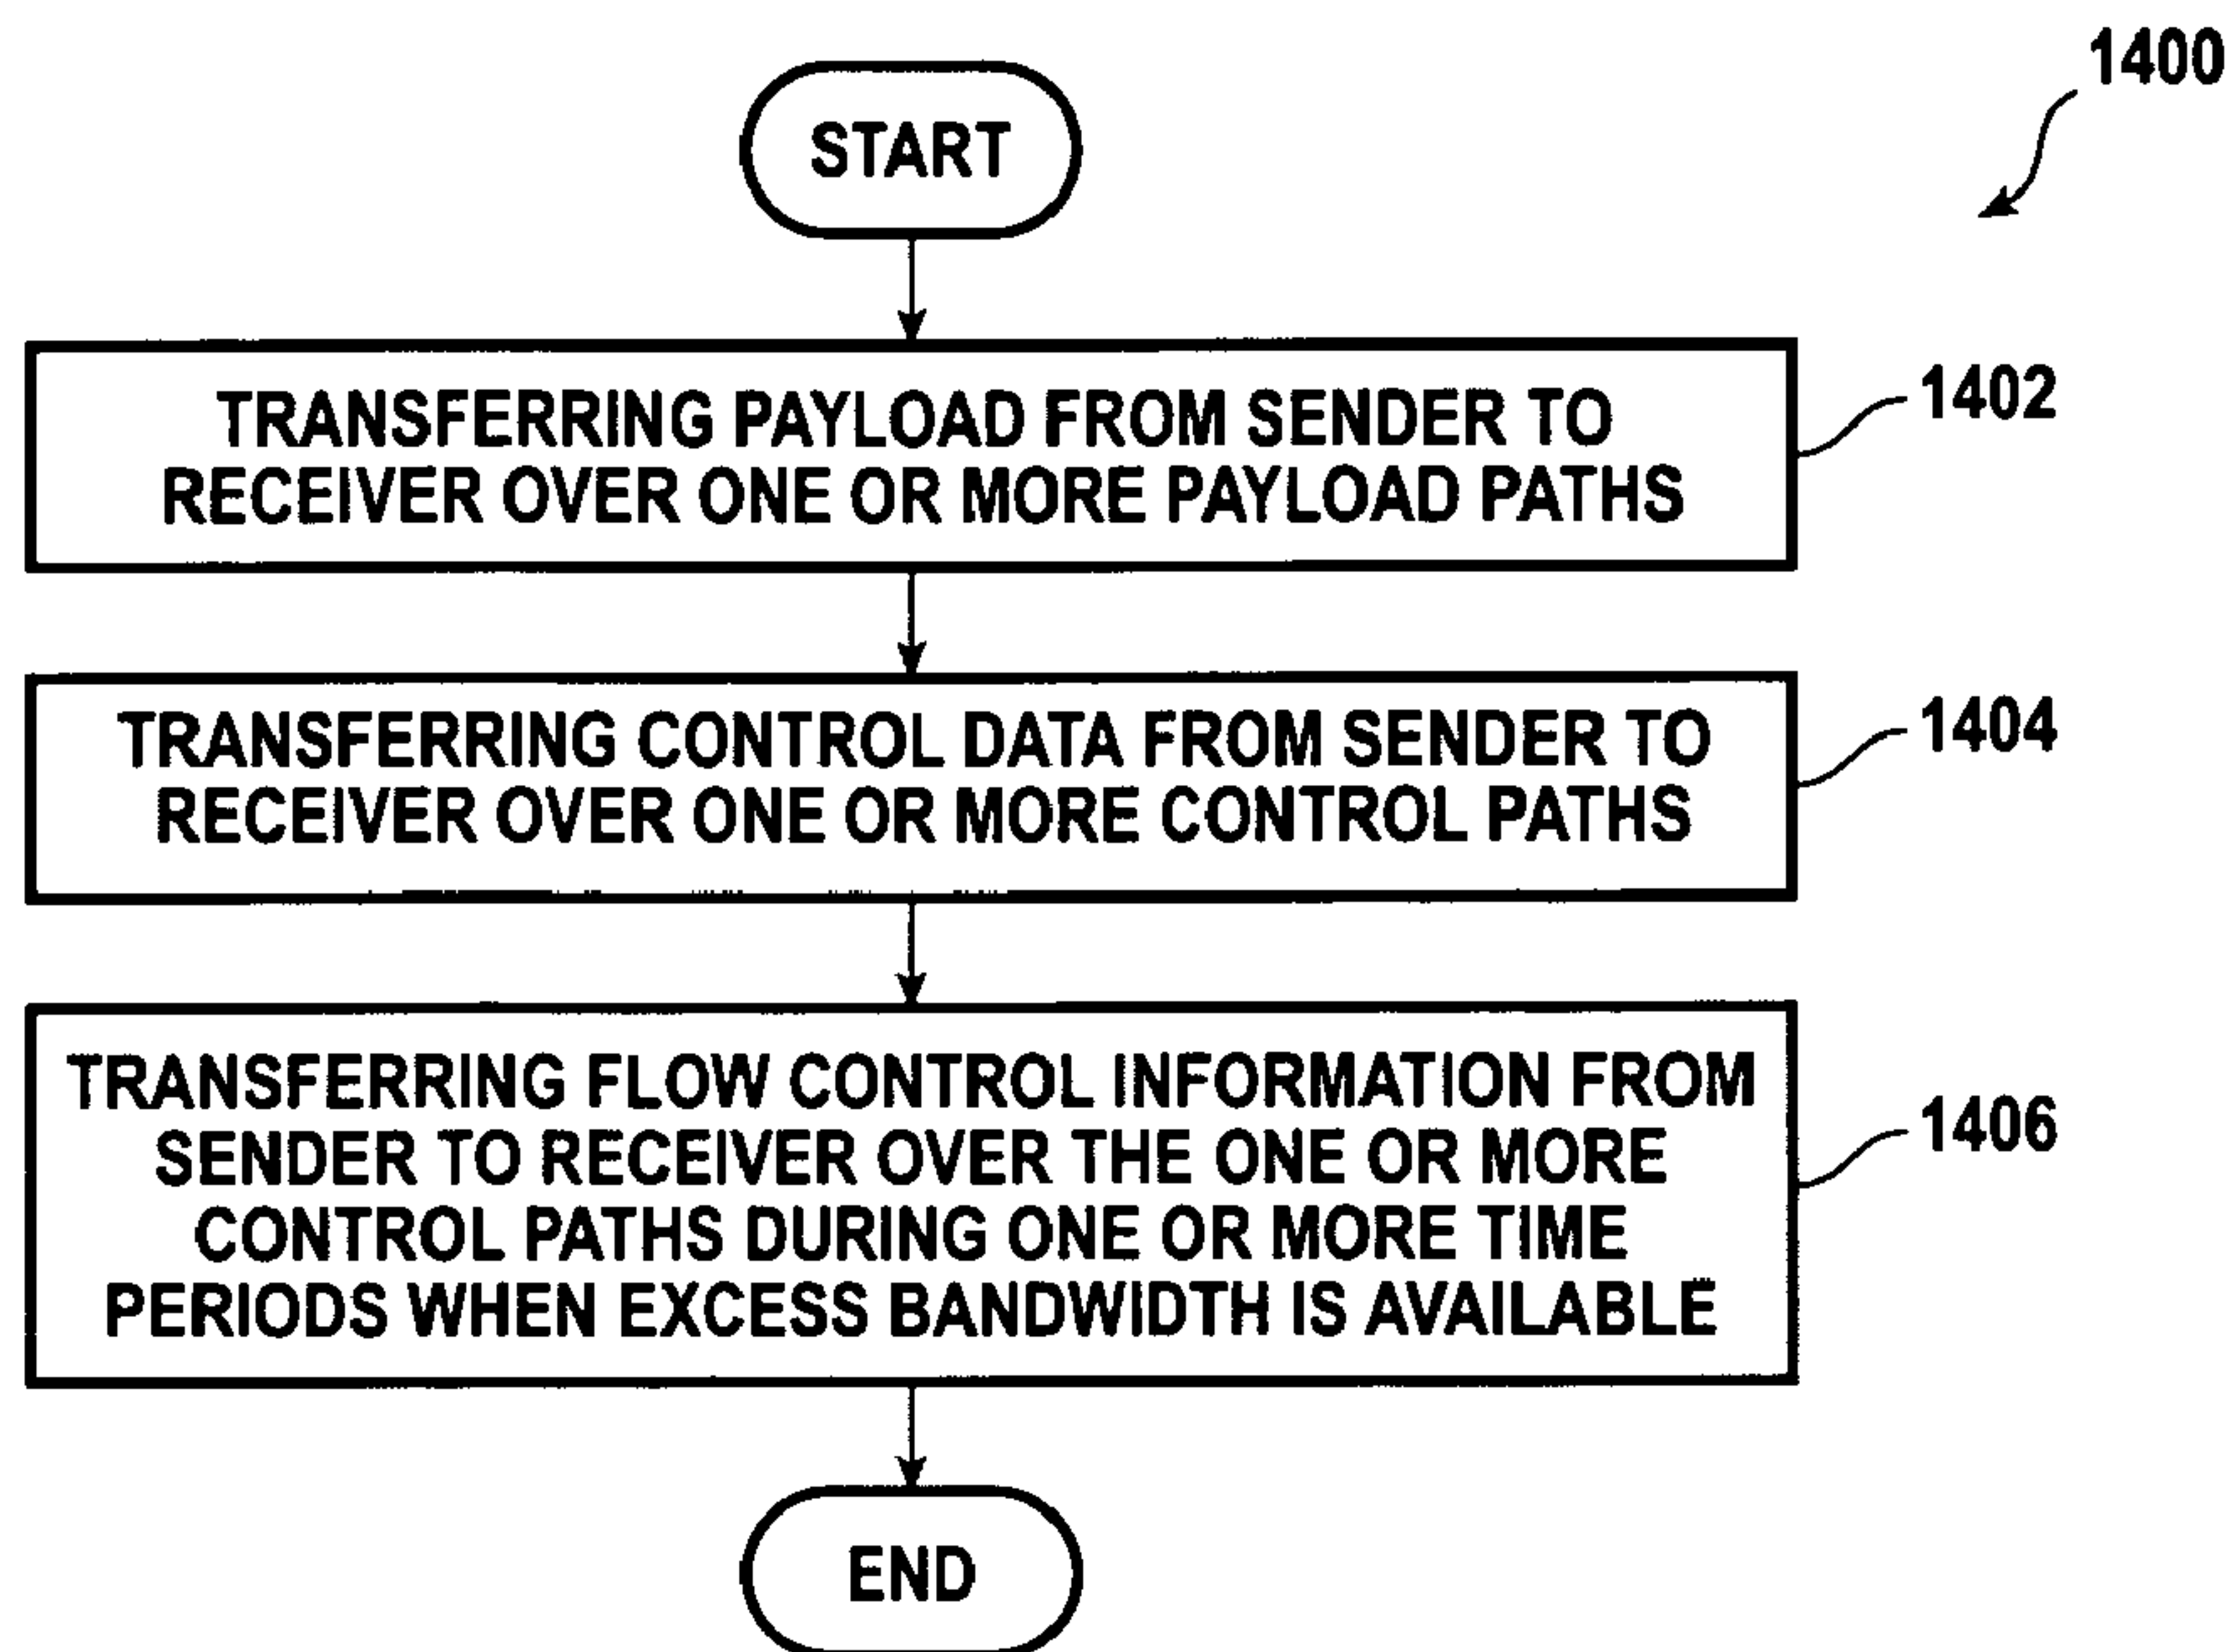 1400
START
TRANSFERRING PAYLOAD FROM SENDER TO
RECEIVER OVER ONE OR MORE PAYLOAD PATHS
1402
TRANSFERRING CONTROL DATA FROM SENDER TO
RECEIVER OVER ONE OR MORE CONTROL PATHS
1404
TRANSFERRING FLOW CONTROL INFORMATION FROM
SENDER TO RECEIVER OVER THE ONE OR MORE
CONTROL PATHS DURING ONE OR MORE TIME
PERIODS WHEN EXCESS BANDWIDTH IS AVAILABLE
1406
END